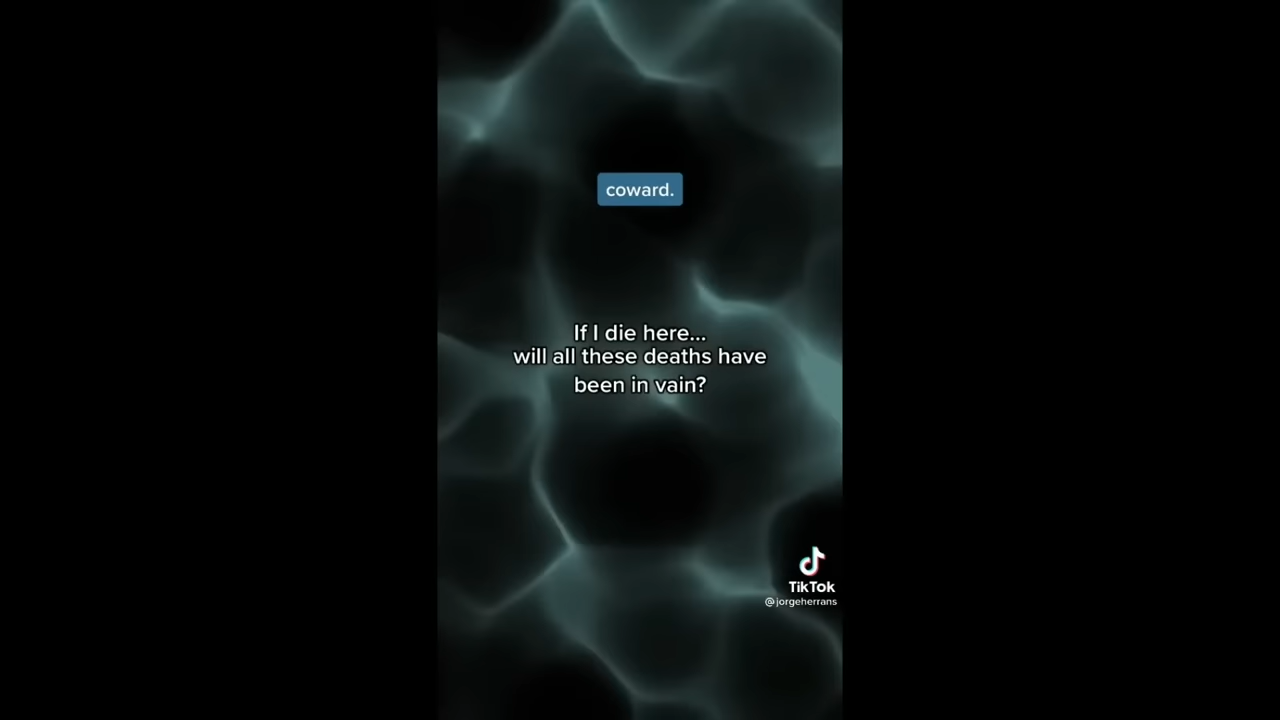 coward.
If I die here...
will all these deaths have
been in vain?
TikTok
@jorgeherrans